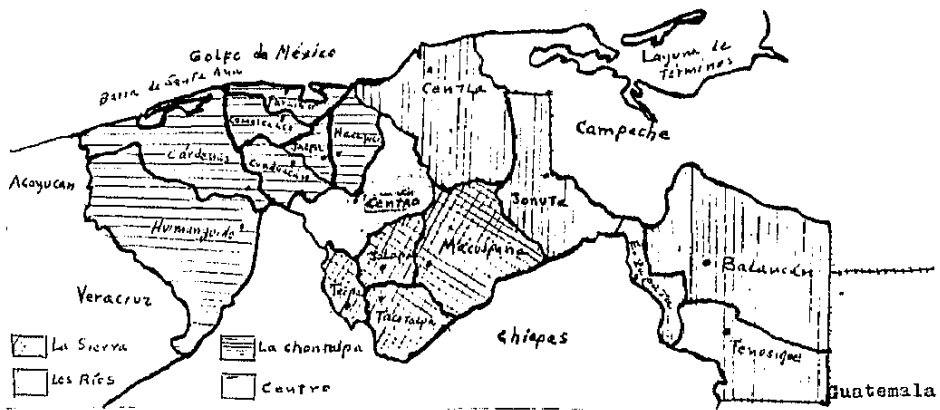 Golfo de México
Barra de Santa Ana
Laguna de
Términos
Centla
Paraíso
Comalcalco
Nacajuca
Jalpa
Cárdenas
Cunduacán
Campeche
Acayucan
Centro
Jonuta
Huimanguillo
Macuspana
Jalapa
Balancán
Teapa
Tacotalpa
Veracruz
Chiapas
Tenosique
La Sierra
La Chontalpa
Los Ríos
Centro
Guatemala